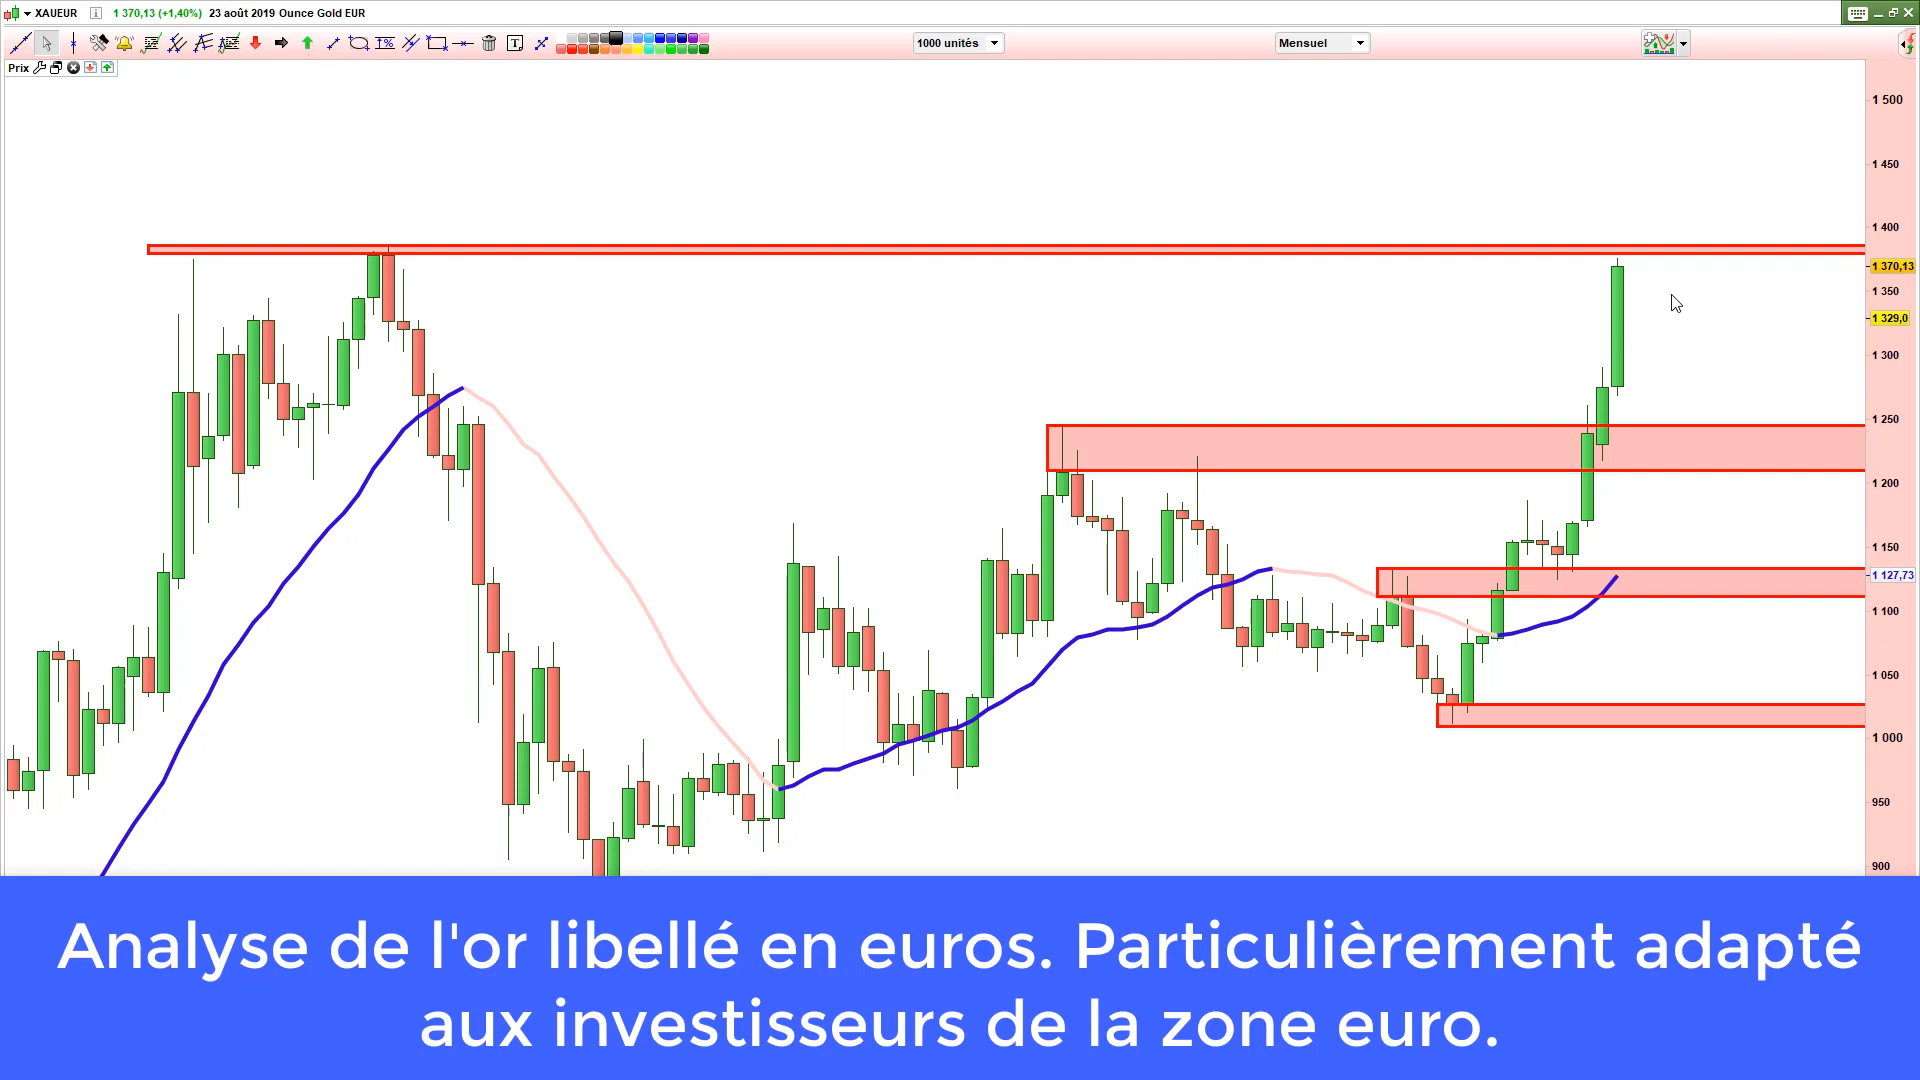 XAUEUR 1 370,13 (+1,40%) 23 août 2019 Ounce Gold EUR
1000 unités
Mensuel
Prix
1 500
1 450
1 400
1 370,13
1 350
1 329,0
1 300
1 250
1 200
1 150
1 127,73
1 100
1 050
1 000
950
900
Analyse de l'or libellé en euros. Particulièrement adapté
aux investisseurs de la zone euro.